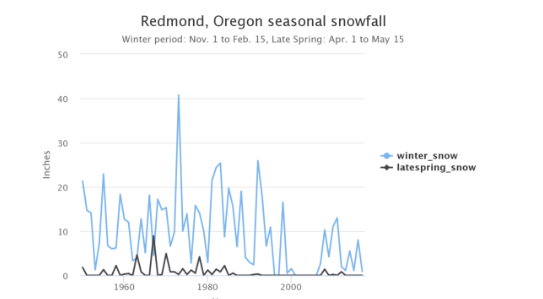 Redmond, Oregon seasonal snowfall
Winter period: Nov. 1 to Feb. 15, Late Spring: Apr. 1 to May 15
50
40
30
20
10
0
Inches
1960
1980
2000
winter_snow
latespring_snow